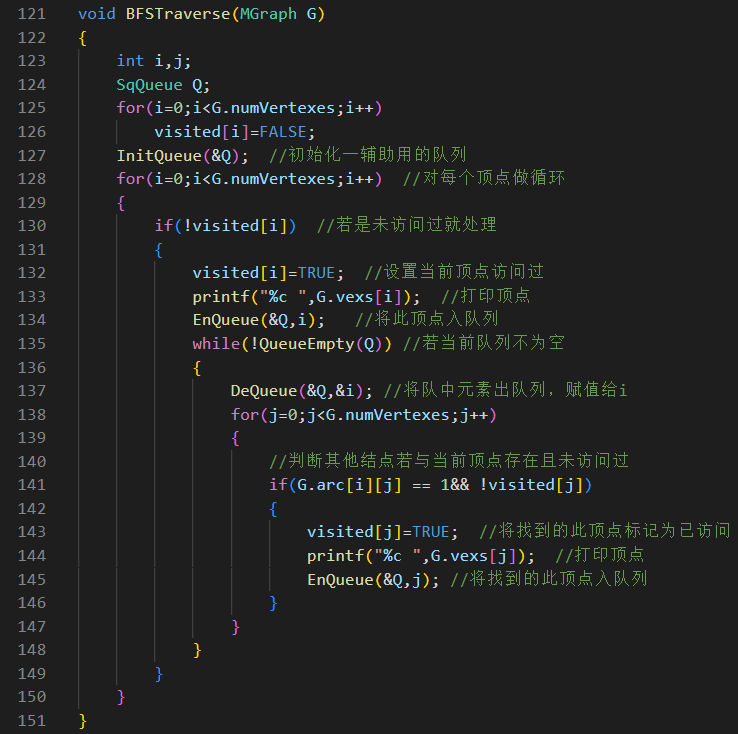 121 void BFSTraverse(MGraph G)
122 {
123     int i,j;
124     SqQueue Q;
125     for(i=0;i<G.numVertexes;i++)
126         visited[i]=FALSE;
127     InitQueue(&Q);  //初始化一辅助用的队列
128     for(i=0;i<G.numVertexes;i++)  //对每个顶点做循环
129     {
130         if(!visited[i])  //若是未访问过就处理
131         {
132             visited[i]=TRUE;  //设置当前顶点访问过
133             printf("%c ",G.vexs[i]);  //打印顶点
134             EnQueue(&Q,i);   //将此顶点入队列
135             while(!QueueEmpty(Q)) //若当前队列不为空
136             {
137                 DeQueue(&Q,&i); //将队中元素出队列，赋值给i
138                 for(j=0;j<G.numVertexes;j++)
139                 {
140                     //判断其他结点若与当前顶点存在且未访问过
141                     if(G.arc[i][j] == 1&& !visited[j])
142                     {
143                         visited[j]=TRUE;  //将找到的此顶点标记为已访问
144                         printf("%c ",G.vexs[j]);  //打印顶点
145                         EnQueue(&Q,j); //将找到的此顶点入队列
146                     }
147                 }
148             }
149         }
150     }
151 }